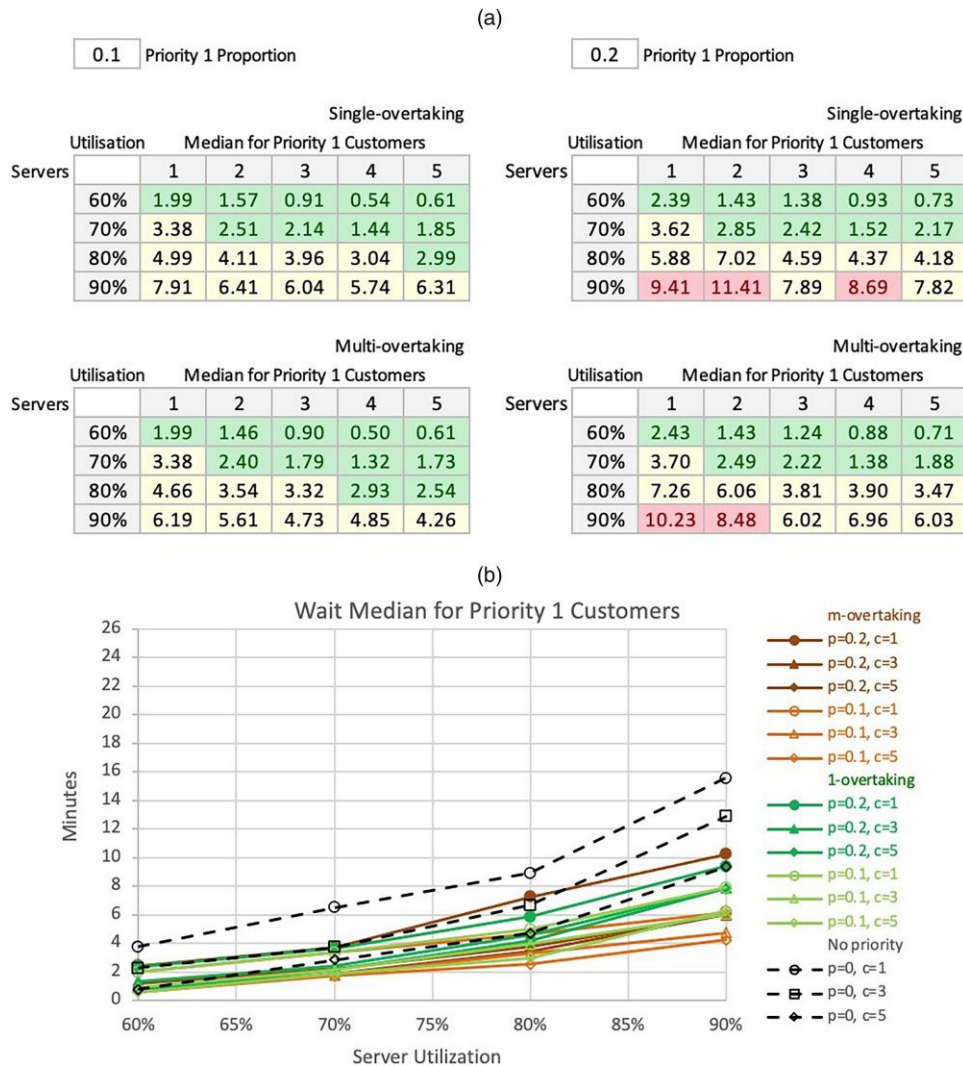 (a)
0.1 Priority 1 Proportion
Single-overtaking
Utilisation Median for Priority 1 Customers
Servers 1 2 3 4 5
60% 1.99 1.57 0.91 0.54 0.61
70% 3.38 2.51 2.14 1.44 1.85
80% 4.99 4.11 3.96 3.04 2.99
90% 7.91 6.41 6.04 5.74 6.31
Multi-overtaking
Utilisation Median for Priority 1 Customers
Servers 1 2 3 4 5
60% 1.99 1.46 0.90 0.50 0.61
70% 3.38 2.40 1.79 1.32 1.73
80% 4.66 3.54 3.32 2.93 2.54
90% 6.19 5.61 4.73 4.85 4.26
0.2 Priority 1 Proportion
Single-overtaking
Utilisation Median for Priority 1 Customers
Servers 1 2 3 4 5
60% 2.39 1.43 1.38 0.93 0.73
70% 3.62 2.85 2.42 1.52 2.17
80% 5.88 7.02 4.59 4.37 4.18
90% 9.41 11.41 7.89 8.69 7.82
Multi-overtaking
Utilisation Median for Priority 1 Customers
Servers 1 2 3 4 5
60% 2.43 1.43 1.24 0.88 0.71
70% 3.70 2.49 2.22 1.38 1.88
80% 7.26 6.06 3.81 3.90 3.47
90% 10.23 8.48 6.02 6.96 6.03
(b)
Wait Median for Priority 1 Customers
26
24
22
20
18
16
14
12
10
8
6
4
2
0
Minutes
60% 65% 70% 75% 80% 85% 90%
Server Utilization
m-overtaking
p=0.2, c=1
p=0.2, c=3
p=0.2, c=5
p=0.1, c=1
p=0.1, c=3
p=0.1, c=5
1-overtaking
p=0.2, c=1
p=0.2, c=3
p=0.2, c=5
p=0.1, c=1
p=0.1, c=3
p=0.1, c=5
No priority
p=0, c=1
p=0, c=3
p=0, c=5